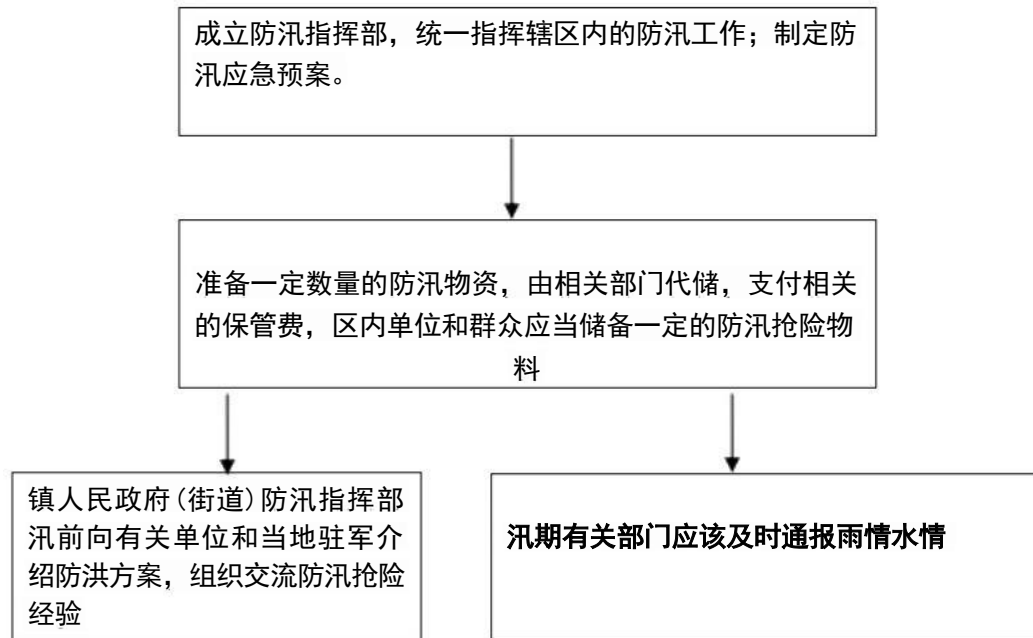 成立防汛指挥部，统一指挥辖区内的防汛工作；制定防
汛应急预案。
准备一定数量的防汛物资，由相关部门代储，支付相关
的保管费，区内单位和群众应当储备一定的防汛抢险物
料
镇人民政府(街道)防汛指挥部
汛前向有关单位和当地驻军介
绍防洪方案，组织交流防汛抢险
经验
汛期有关部门应该及时通报雨情水情